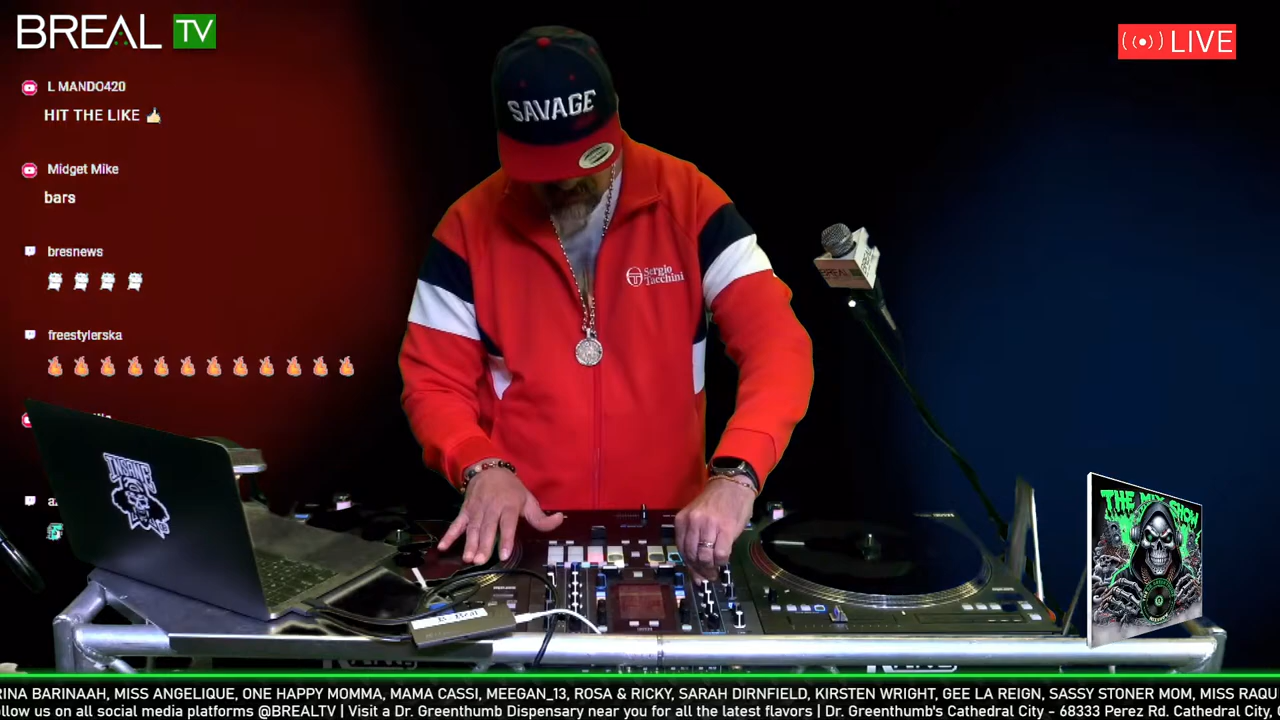 BREAL TV
LIVE
L MANDO420
HIT THE LIKE
Midget Mike
bars
bresnews
freestylerska
SAVAGE
Sergio
Tacchini
BREAL
INSANE
B Real
THE MIX SHOW
RINA BARINAAH, MISS ANGELIQUE, ONE HAPPY MOMMA, MAMA CASSI, MEEGAN_13, ROSA & RICKY, SARAH DIRNFIELD, KIRSTEN WRIGHT, GEE LA REIGN, SASSY STONER MOM, MISS RAQU
ollow us on all social media platforms @BREALTV | Visit a Dr. Greenthumb Dispensary near you for all the latest flavors | Dr. Greenthumb's Cathedral City - 68333 Perez Rd. Cathedral City,